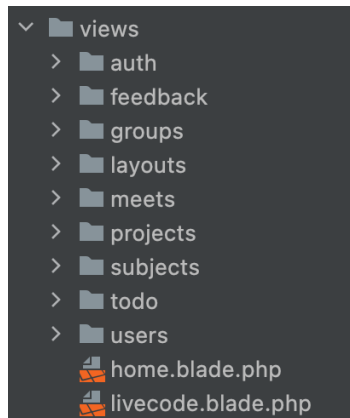 views
auth
feedback
groups
layouts
meets
projects
subjects
todo
users
home.blade.php
livecode.blade.php